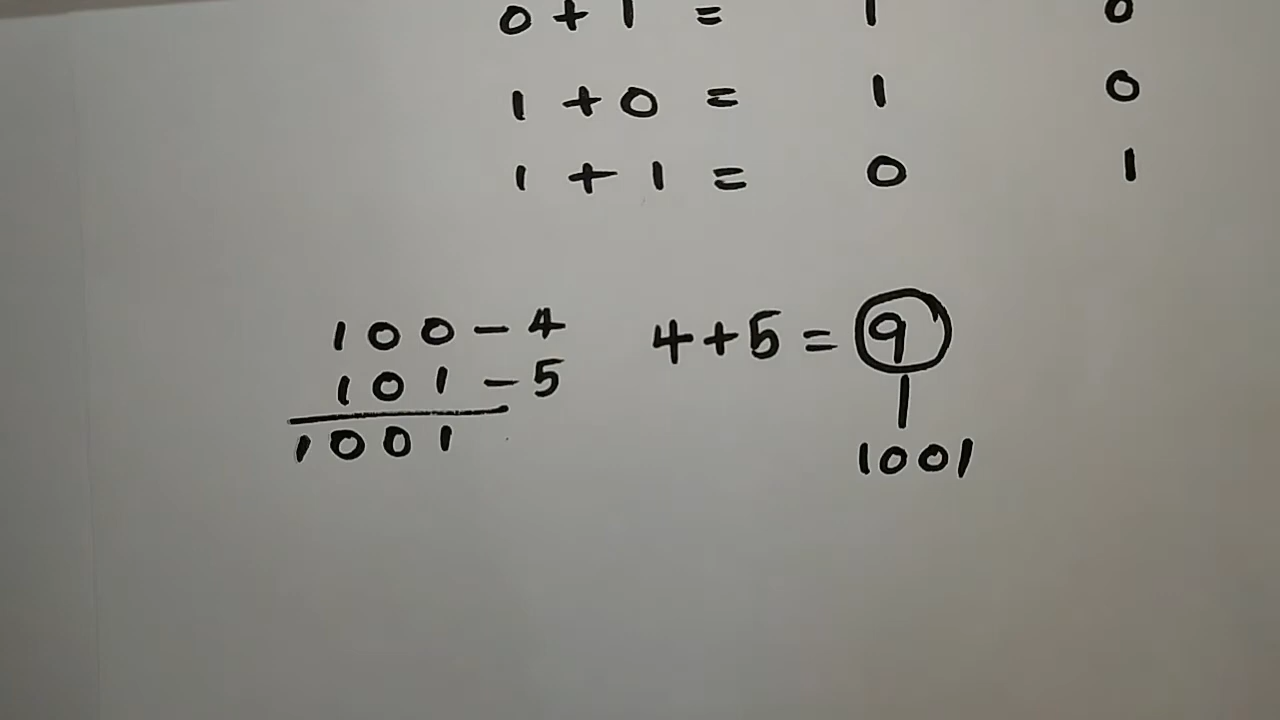 0 + 1 = 1 0
1 + 0 = 1 0
1 + 1 = 0 1
100 - 4 4 + 5 = 9
101 - 5
1001 1001